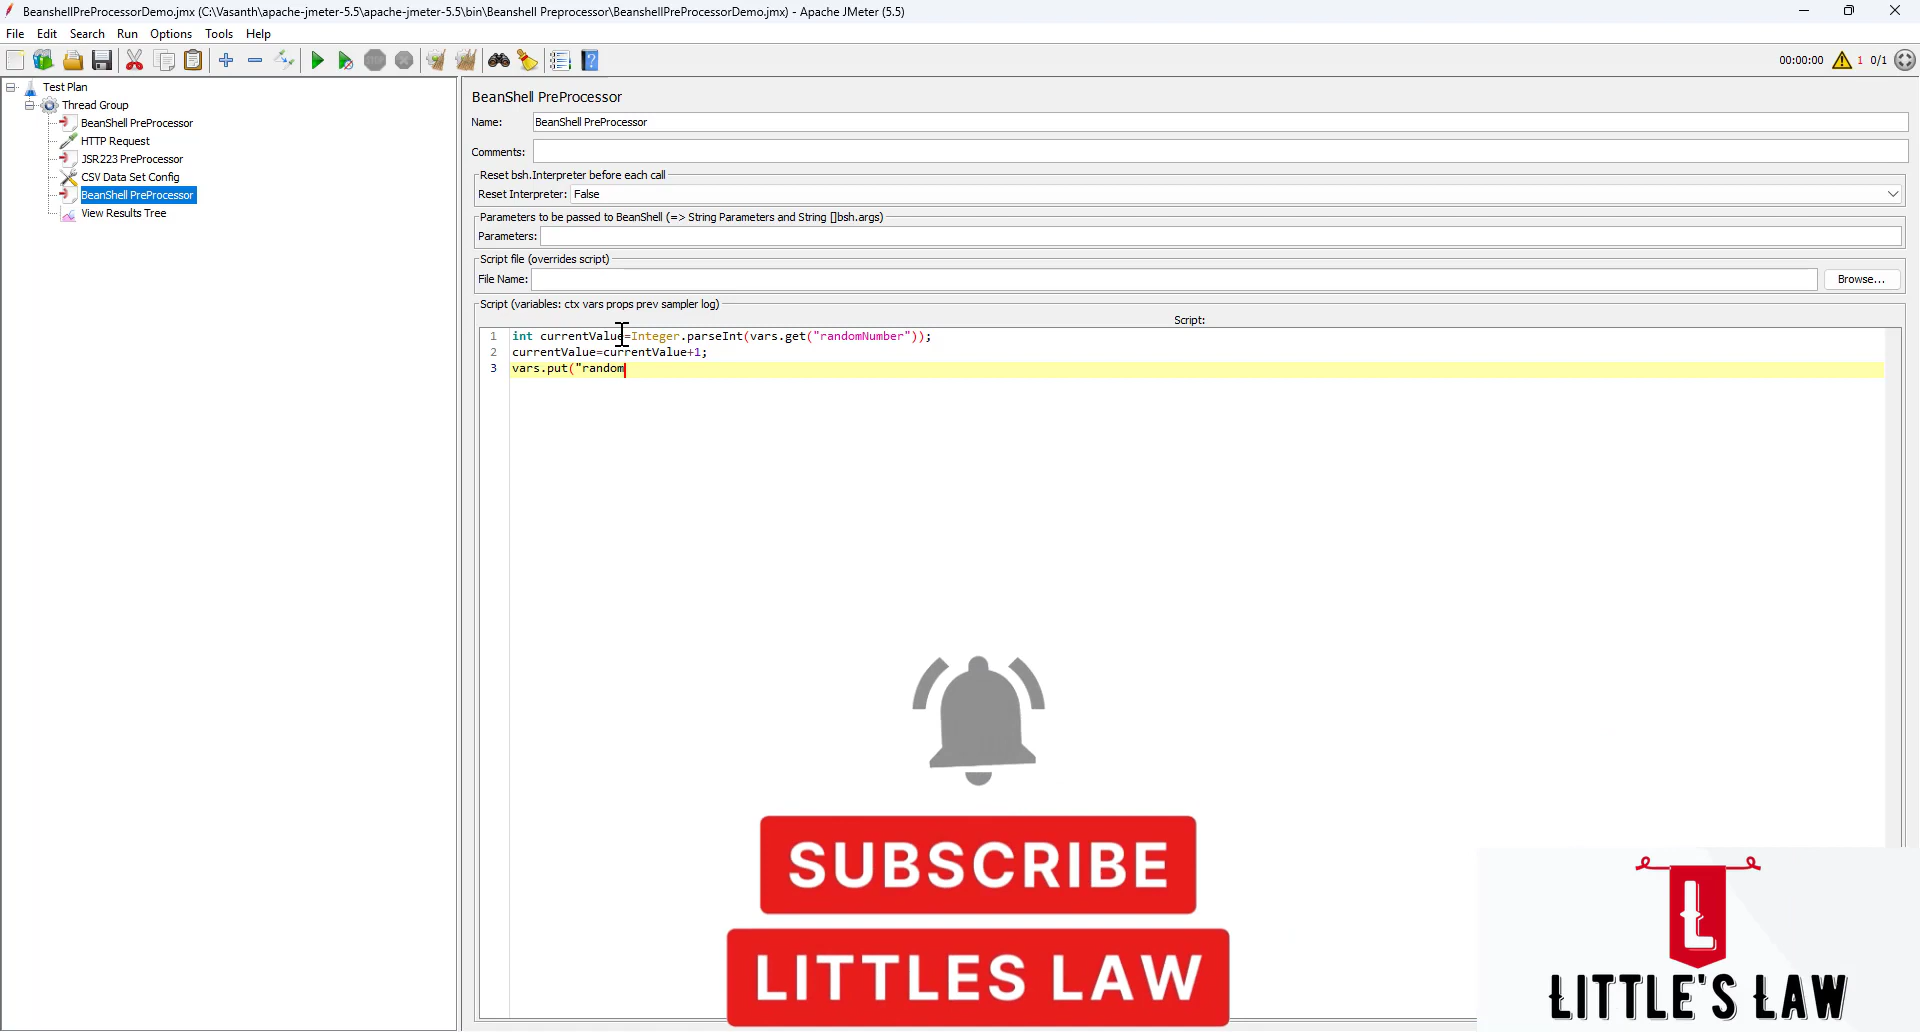 BeanshellPreProcessorDemo.jmx (C:\Vasanth\apache-jmeter-5.5\apache-jmeter-5.5\bin\Beanshell Preprocessor\BeanshellPreProcessorDemo.jmx) - Apache JMeter (5.5)
File Edit Search Run Options Tools Help
00:00:00 1 0/1
Test Plan
Thread Group
BeanShell PreProcessor
HTTP Request
JSR223 PreProcessor
CSV Data Set Config
BeanShell PreProcessor
View Results Tree
BeanShell PreProcessor
Name: BeanShell PreProcessor
Comments:
Reset bsh.Interpreter before each call
Reset Interpreter: False
Parameters to be passed to BeanShell (=> String Parameters and String []bsh.args)
Parameters:
Script file (overrides script)
File Name: Browse...
Script (variables: ctx vars props prev sampler log)
Script:
1 int currentValue=Integer.parseInt(vars.get("randomNumber"));
2 currentValue=currentValue+1;
3 vars.put("random
SUBSCRIBE
LITTLES LAW
L
LITTLE'S LAW